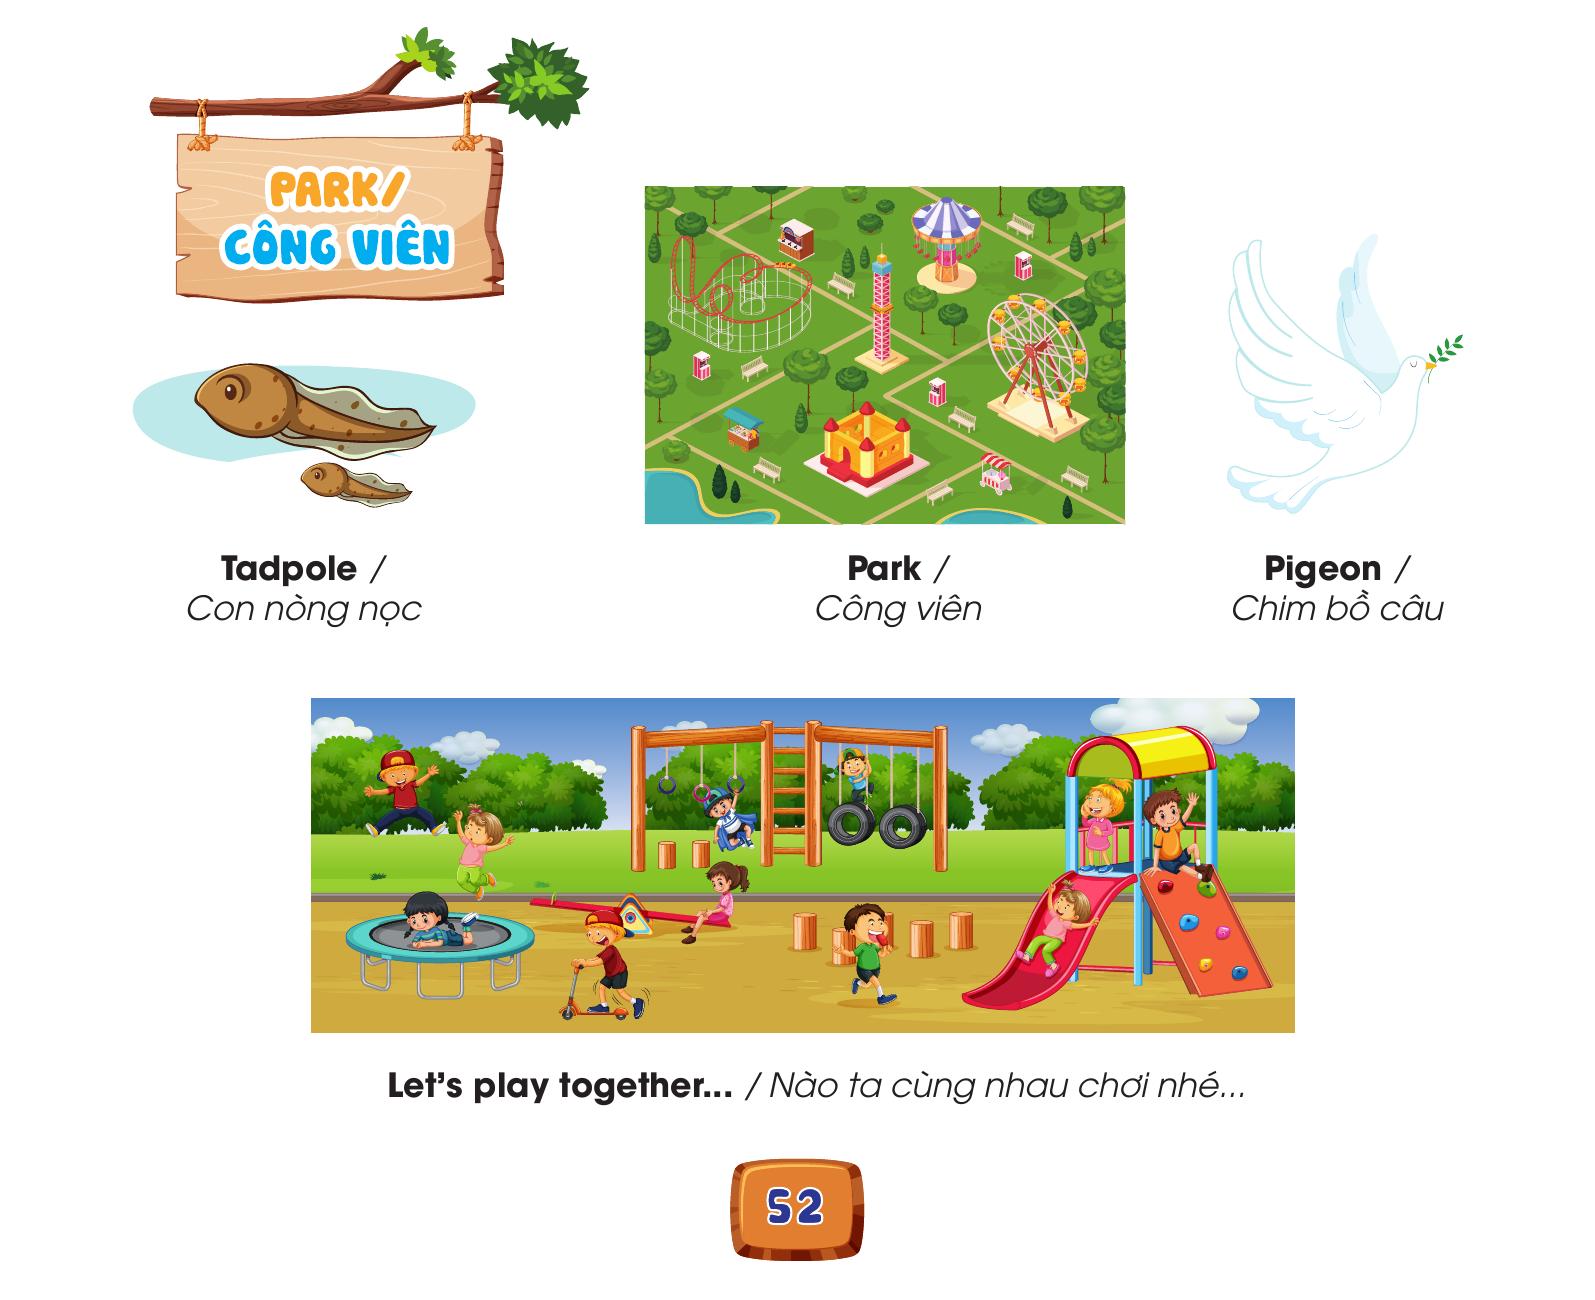 PARK/
CÔNG VIÊN
Tadpole /
Con nòng nọc
Park /
Công viên
Pigeon /
Chim bồ câu
Let's play together... / Nào ta cùng nhau chơi nhé...
52